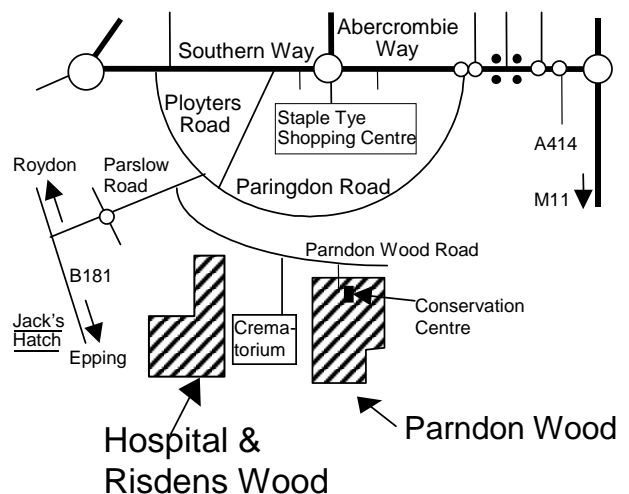 Abercrombie
Way
Southern Way
Ployters
Road
Staple Tye
Shopping Centre
A414
Roydon
Parslow
Road
Paringdon Road
M11
Parndon Wood Road
B181
Conservation
Centre
Jack's
Hatch
Crema-
torium
Epping
Hospital &
Risdens Wood
Parndon Wood